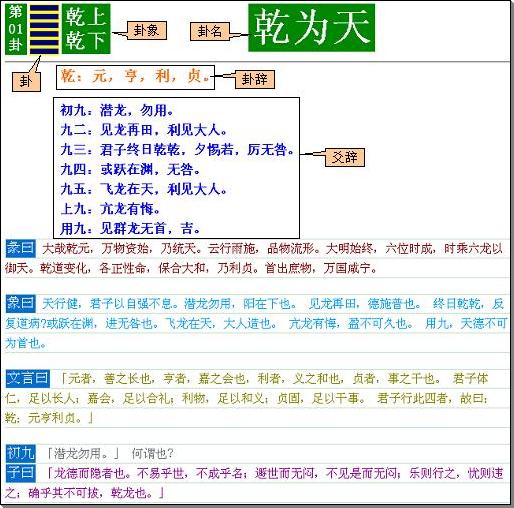 第01卦
乾上
乾下
卦象
卦名
乾为天
卦
乾：元，亨，利，贞。
卦辞
初九：潜龙，勿用。
九二：见龙再田，利见大人。
九三：君子终日乾乾，夕惕若，厉无咎。
九四：或跃在渊，无咎。
九五：飞龙在天，利见大人。
上九：亢龙有悔。
用九：见群龙无首，吉。
爻辞
彖曰 大哉乾元，万物资始，乃统天。云行雨施，品物流形。大明始终，六位时成，时乘六龙以
御天。乾道变化，各正性命，保合大和，乃利贞。首出庶物，万国咸宁。
象曰 天行健，君子以自强不息。潜龙勿用，阳在下也。 见龙再田，德施普也。 终日乾乾，反
复道病?或跃在渊，进无咎也。飞龙在天，大人造也。 亢龙有悔，盈不可久也。 用九，天德不可
为首也。
文言曰 「元者，善之长也，亨者，嘉之会也，利者，义之和也，贞者，事之干也。 君子体
仁，足以长人；嘉会，足以合礼；利物，足以和义；贞固，足以干事。 君子行此四者，故曰：
乾；元亨利贞。」
初九 「潜龙勿用。」 何谓也?
子曰 「龙德而隐者也。不易乎世，不成乎名；遯世而无闷，不见是而无闷；乐则行之，忧则违
之；确乎其不可拔，乾龙也。」